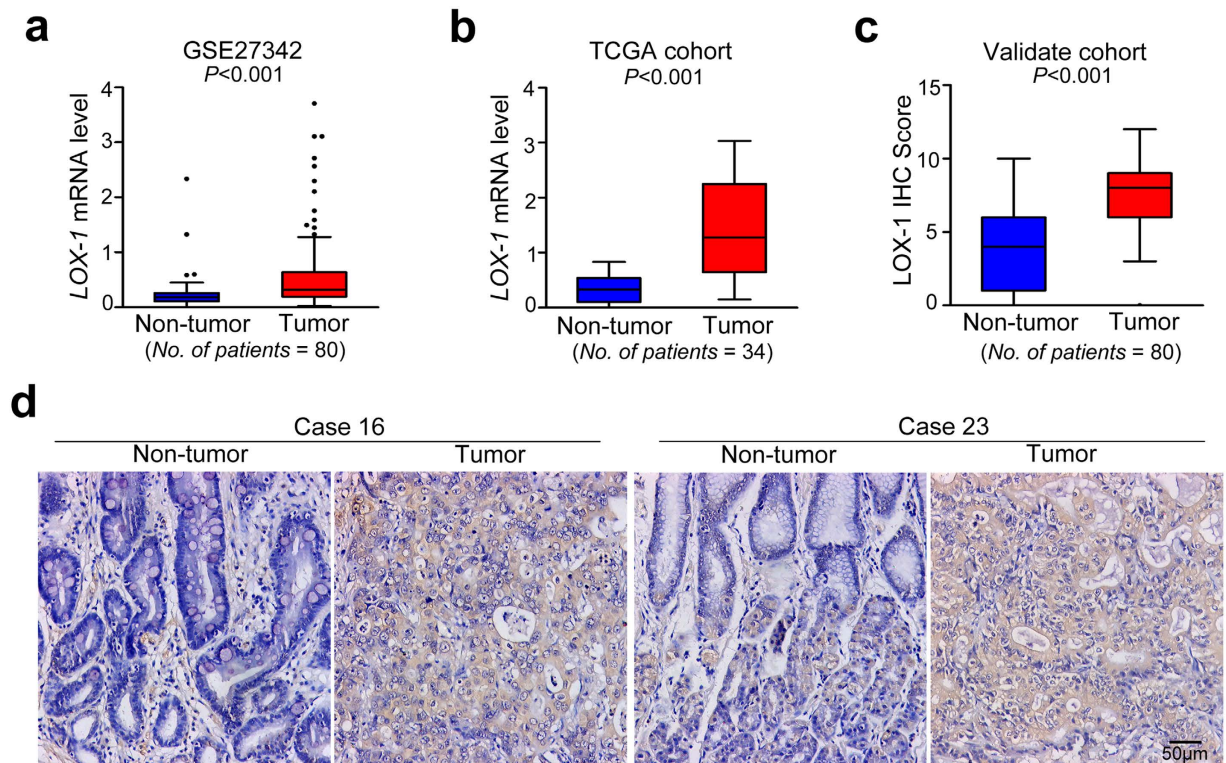 a
GSE27342
P<0.001
LOX-1 mRNA level
4
3
2
1
0
Non-tumor Tumor
(No. of patients = 80)
b
TCGA cohort
P<0.001
LOX-1 mRNA level
4
3
2
1
0
Non-tumor Tumor
(No. of patients = 34)
c
Validate cohort
P<0.001
LOX-1 IHC Score
15
10
5
0
Non-tumor Tumor
(No. of patients = 80)
d
Case 16
Non-tumor Tumor
Case 23
Non-tumor Tumor
50μm